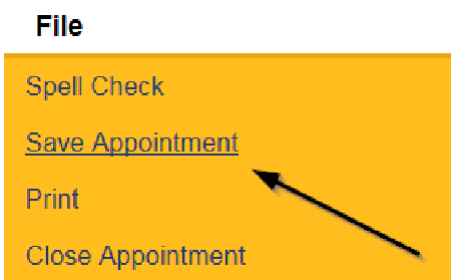 File
Spell Check
Save Appointment
Print
Close Appointment